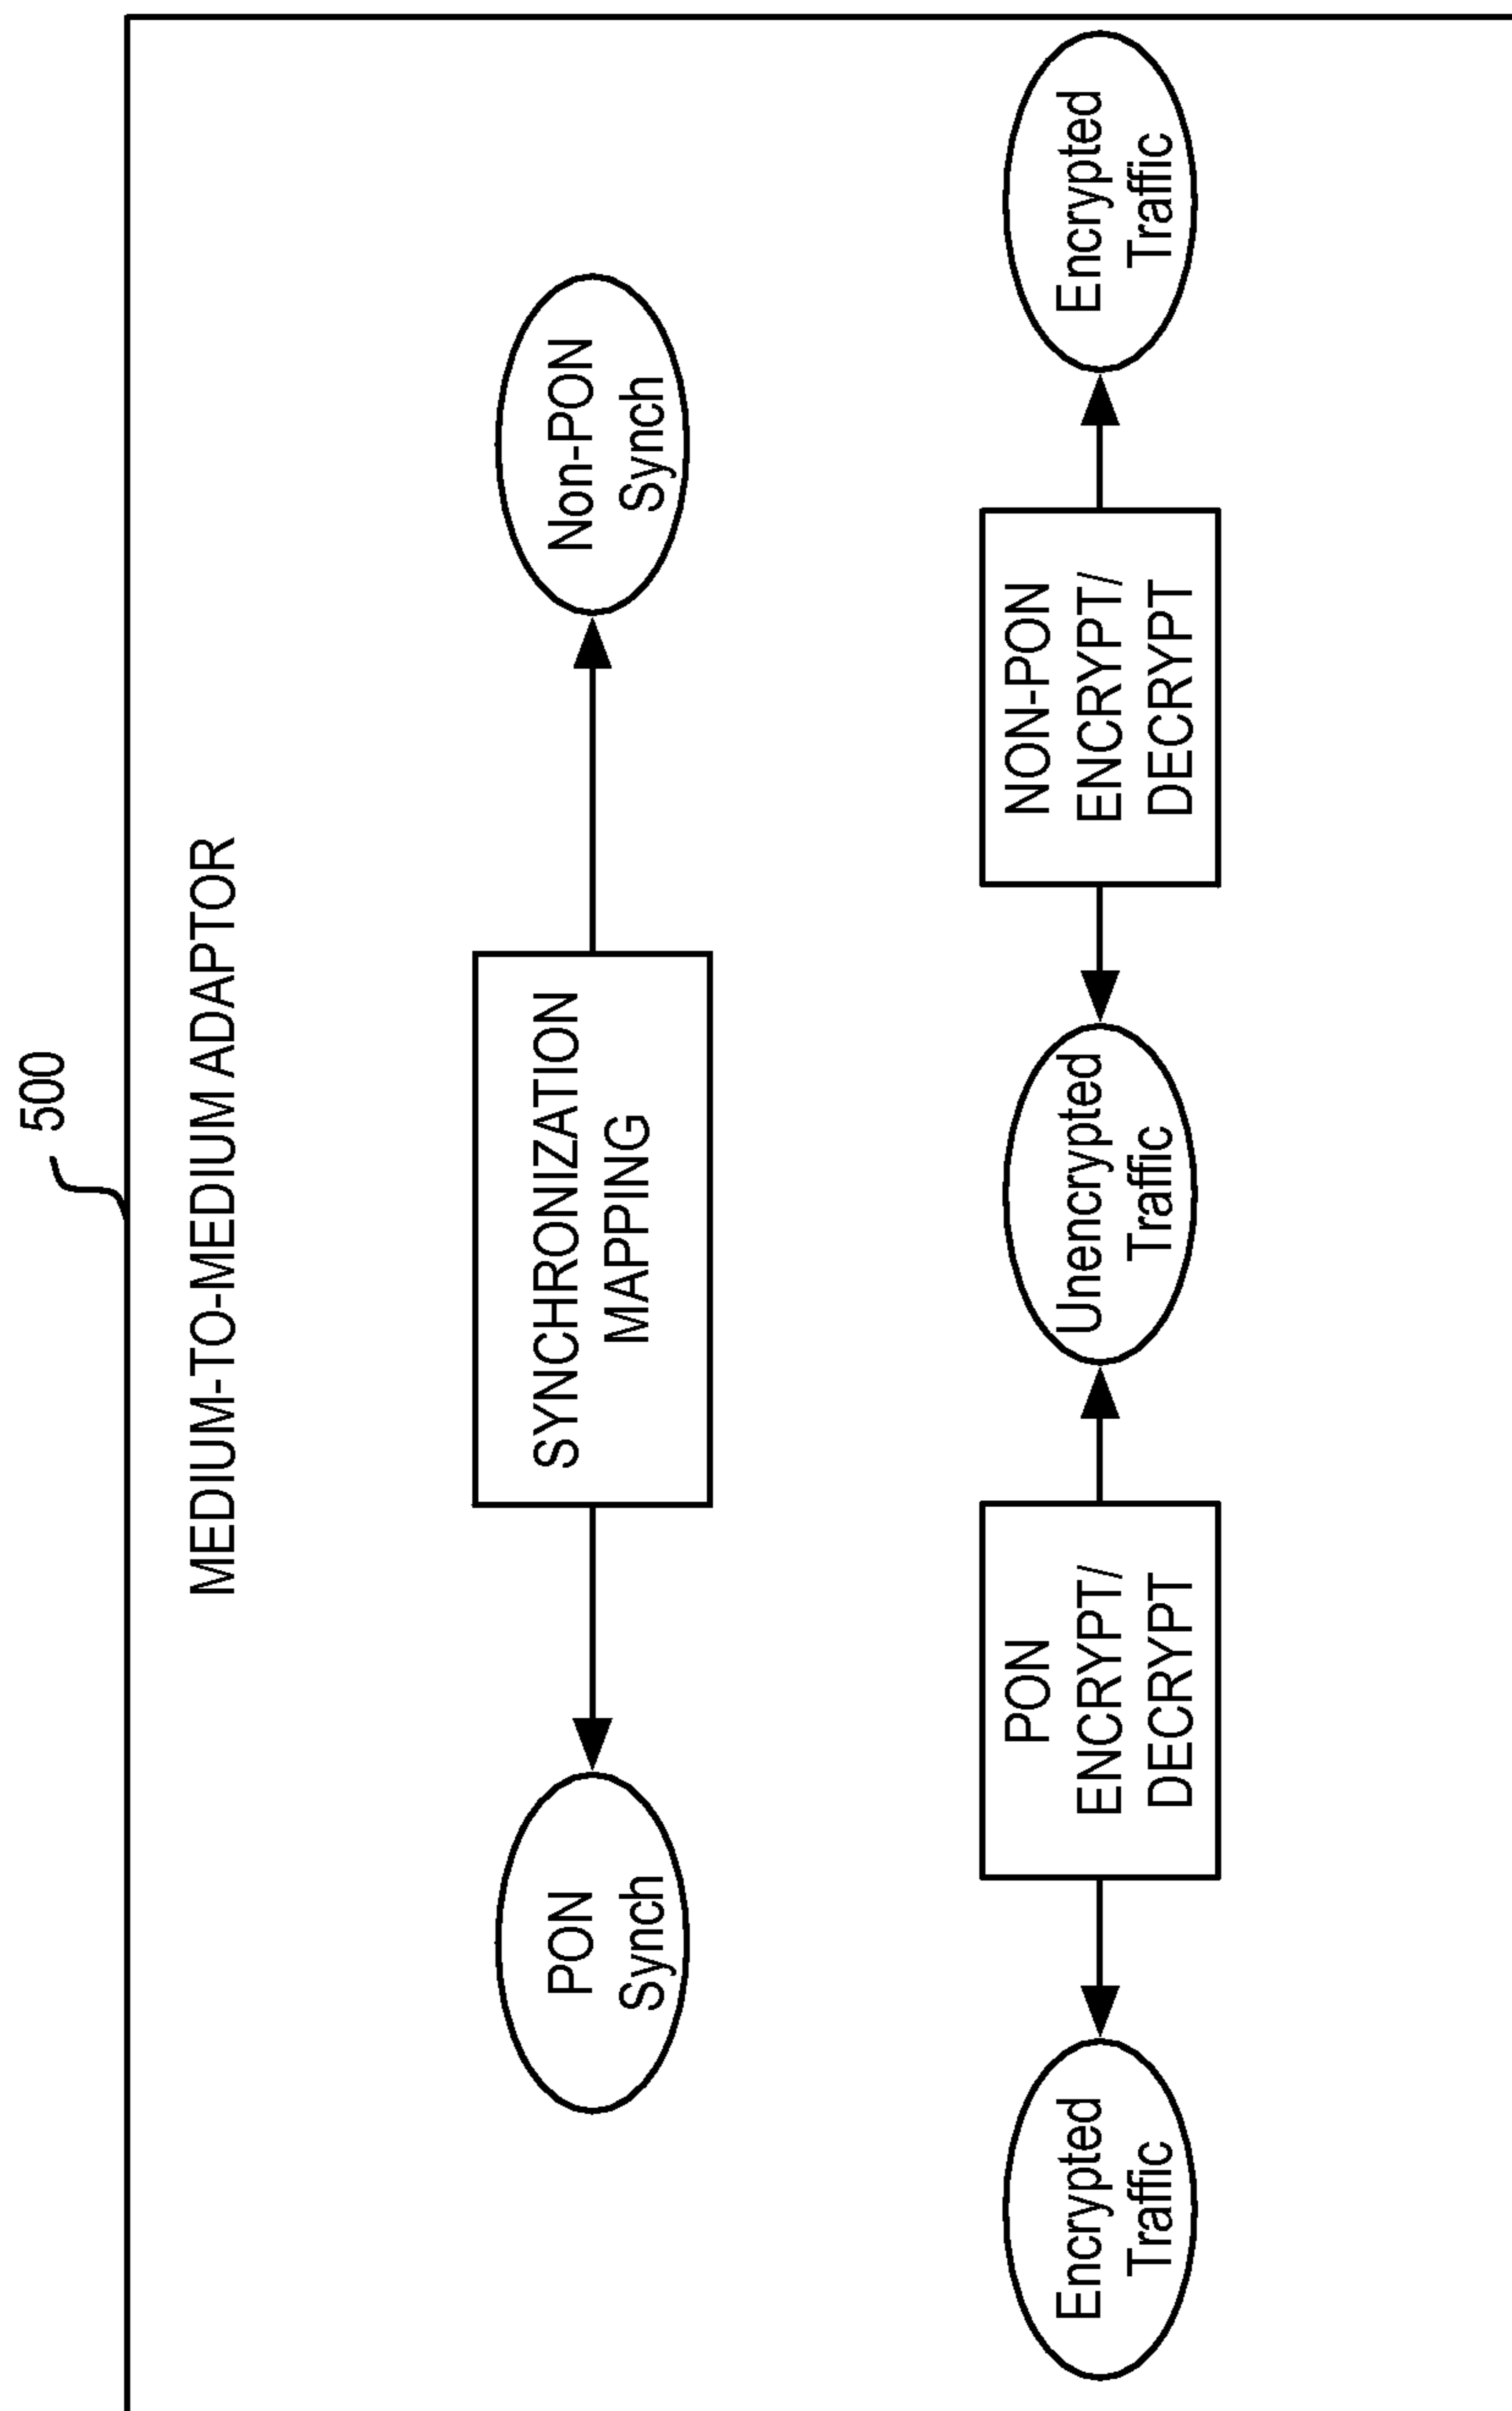 500
MEDIUM-TO-MEDIUM ADAPTOR
PON
Synch
SYNCHRONIZATION
MAPPING
Non-PON
Synch
Encrypted
Traffic
PON
ENCRYPT/
DECRYPT
Unencrypted
Traffic
NON-PON
ENCRYPT/
DECRYPT
Encrypted
Traffic